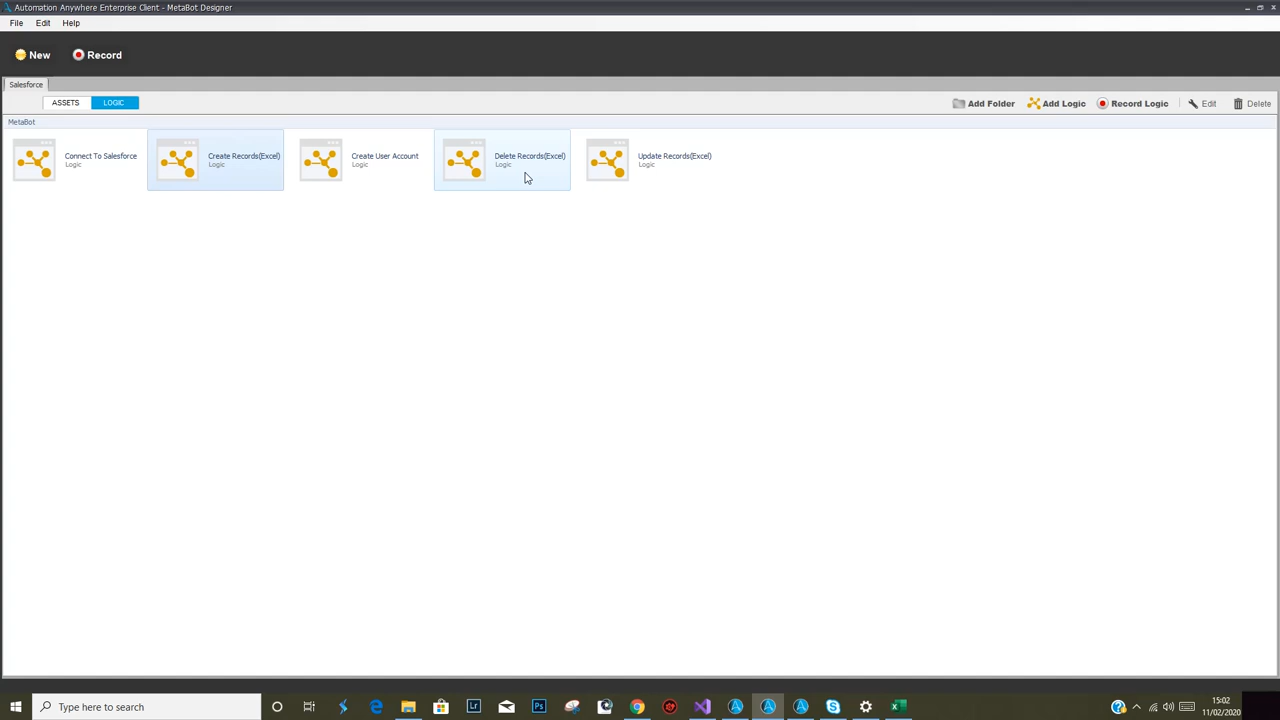 Automation Anywhere Enterprise Client - MetaBot Designer
File Edit Help
New Record
Salesforce
ASSETS LOGIC Add Folder Add Logic Record Logic Edit Delete
MetaBot
Connect To Salesforce
Logic
Create Records(Excel)
Logic
Create User Account
Logic
Delete Records(Excel)
Logic
Update Records(Excel)
Logic
Type here to search
Lr
Ps
15:02
11/02/2020